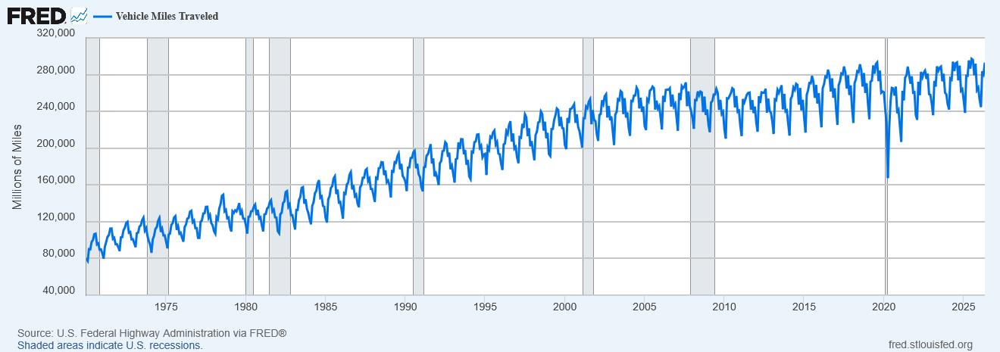 FRED Vehicle Miles Traveled
320,000
280,000
240,000
200,000
160,000
120,000
80,000
40,000
Millions of Miles
1975 1980 1985 1990 1995 2000 2005 2010 2015 2020 2025
Source: U.S. Federal Highway Administration via FRED®
Shaded areas indicate U.S. recessions.
fred.stlouisfed.org